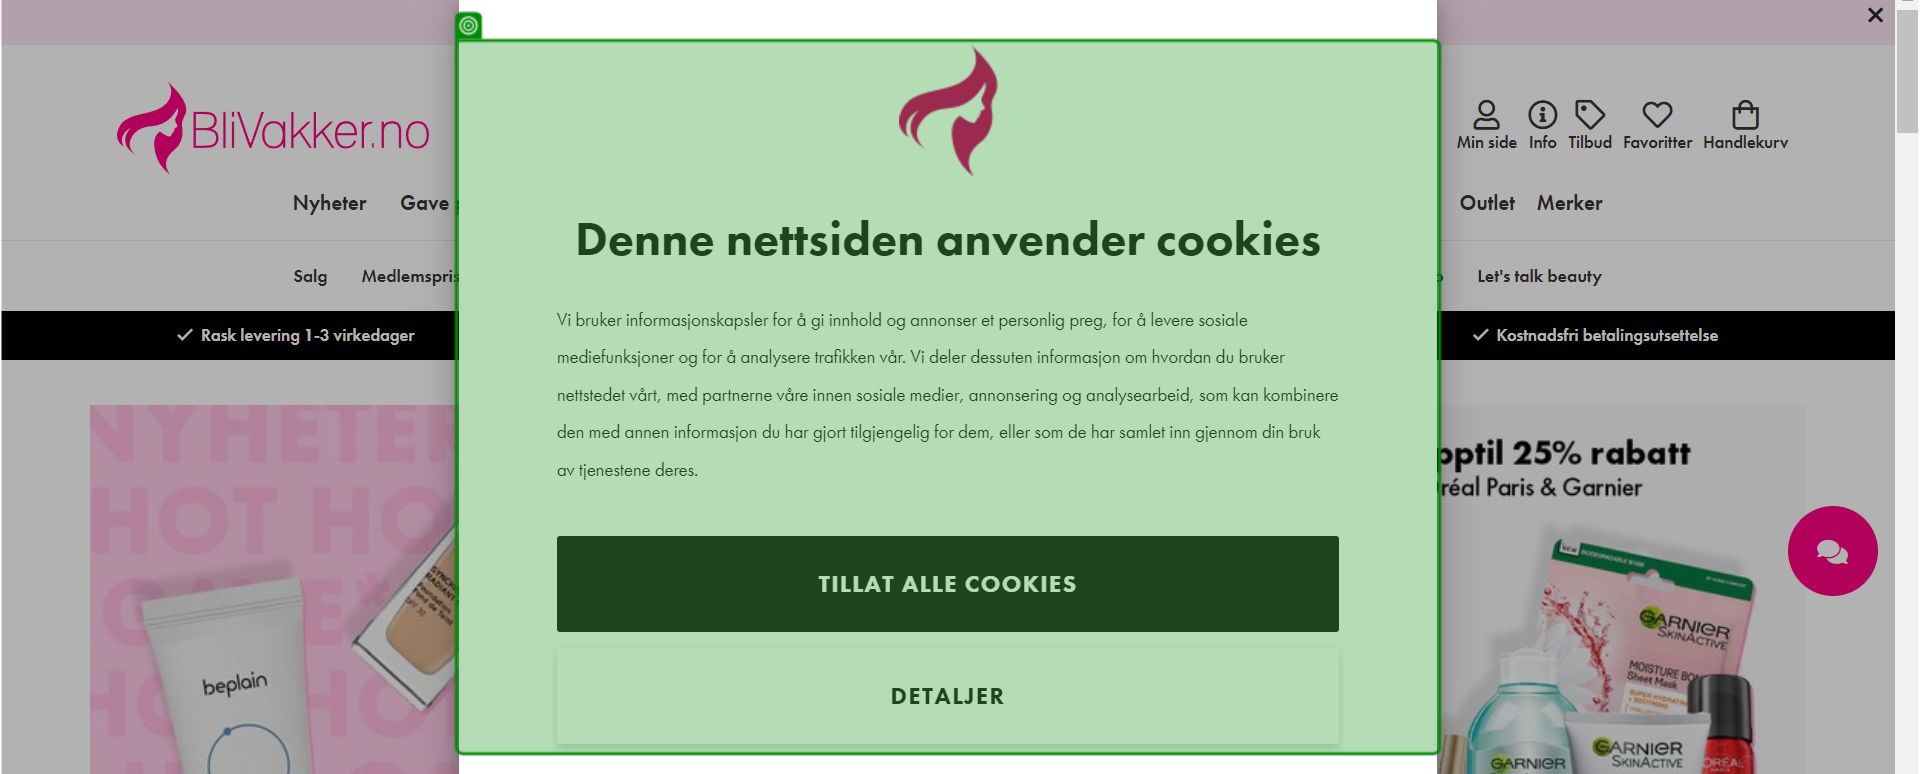 BliVakker.no
Min side
Info
Tilbud
Favoritter
Handlekurv
Nyheter
Gave
Outlet
Merker
Salg
Medlemspris
Let's talk beauty
Rask levering 1-3 virkedager
Kostnadsfri betalingsutsettelse
Denne nettsiden anvender cookies
Vi bruker informasjonskapsler for å gi innhold og annonser et personlig preg, for å levere sosiale
mediefunksjoner og for å analysere trafikken vår. Vi deler dessuten informasjon om hvordan du bruker
nettstedet vårt, med partnerne våre innen sosiale medier, annonsering og analysearbeid, som kan kombinere
den med annen informasjon du har gjort tilgjengelig for dem, eller som de har samlet inn gjennom din bruk
av tjenestene deres.
TILLAT ALLE COOKIES
DETALJER
NYHETER
HOT HO
beplain
pptil 25% rabatt
réal Paris & Garnier
NEW
BIODEGRADABLE MASK
GARNIER
SKINACTIVE
MOISTURE BO
Sheet Mask
GARNIER
SKINACTIVE
GARNIER